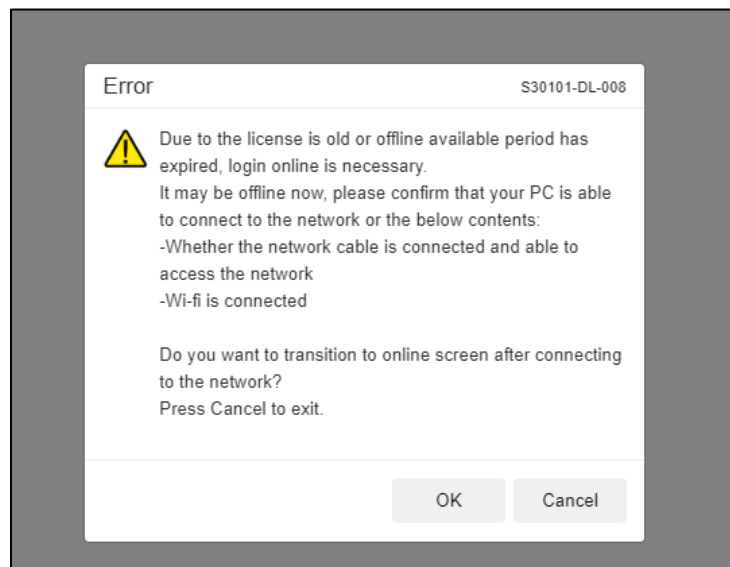 Error
S30101-DL-008
Due to the license is old or offline available period has
expired, login online is necessary.
It may be offline now, please confirm that your PC is able
to connect to the network or the below contents:
-Whether the network cable is connected and able to
access the network
-Wi-fi is connected
Do you want to transition to online screen after connecting
to the network?
Press Cancel to exit.
OK
Cancel